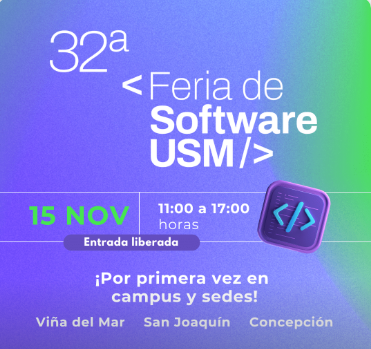 32ª
< Feria de
Software
USM />
15 NOV
11:00 a 17:00
horas
Entrada liberada
</>
¡Por primera vez en
campus y sedes!
Viña del Mar San Joaquín Concepción